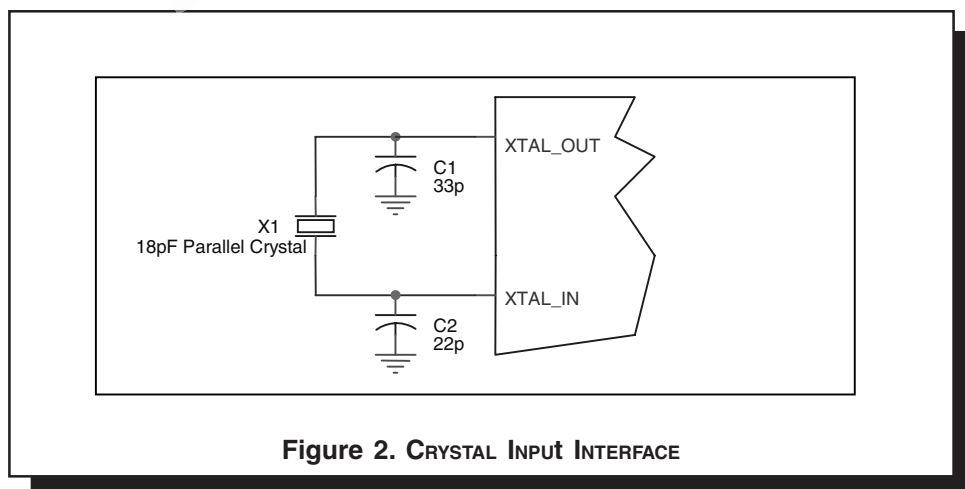 XTAL_OUT
C1
33p
X1
18pF Parallel Crystal
XTAL_IN
C2
22p
Figure 2. CRYSTAL INPUt INTERFACE